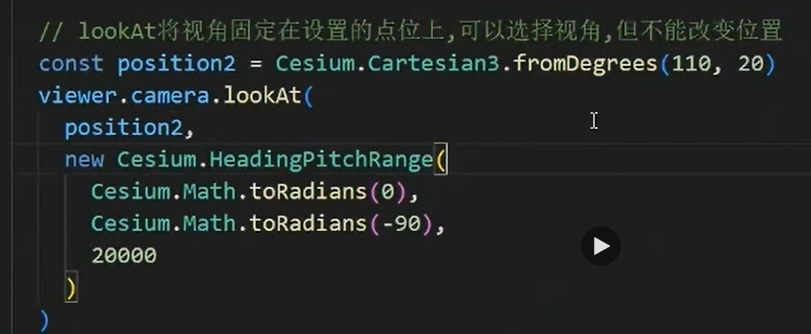 // lookAt将视角固定在设置的点位上,可以选择视角,但不能改变位置
const position2 = Cesium.Cartesian3.fromDegrees(110, 20)
viewer.camera.lookAt(
  position2,
  new Cesium.HeadingPitchRange(
    Cesium.Math.toRadians(0),
    Cesium.Math.toRadians(-90),
    20000
  )
)